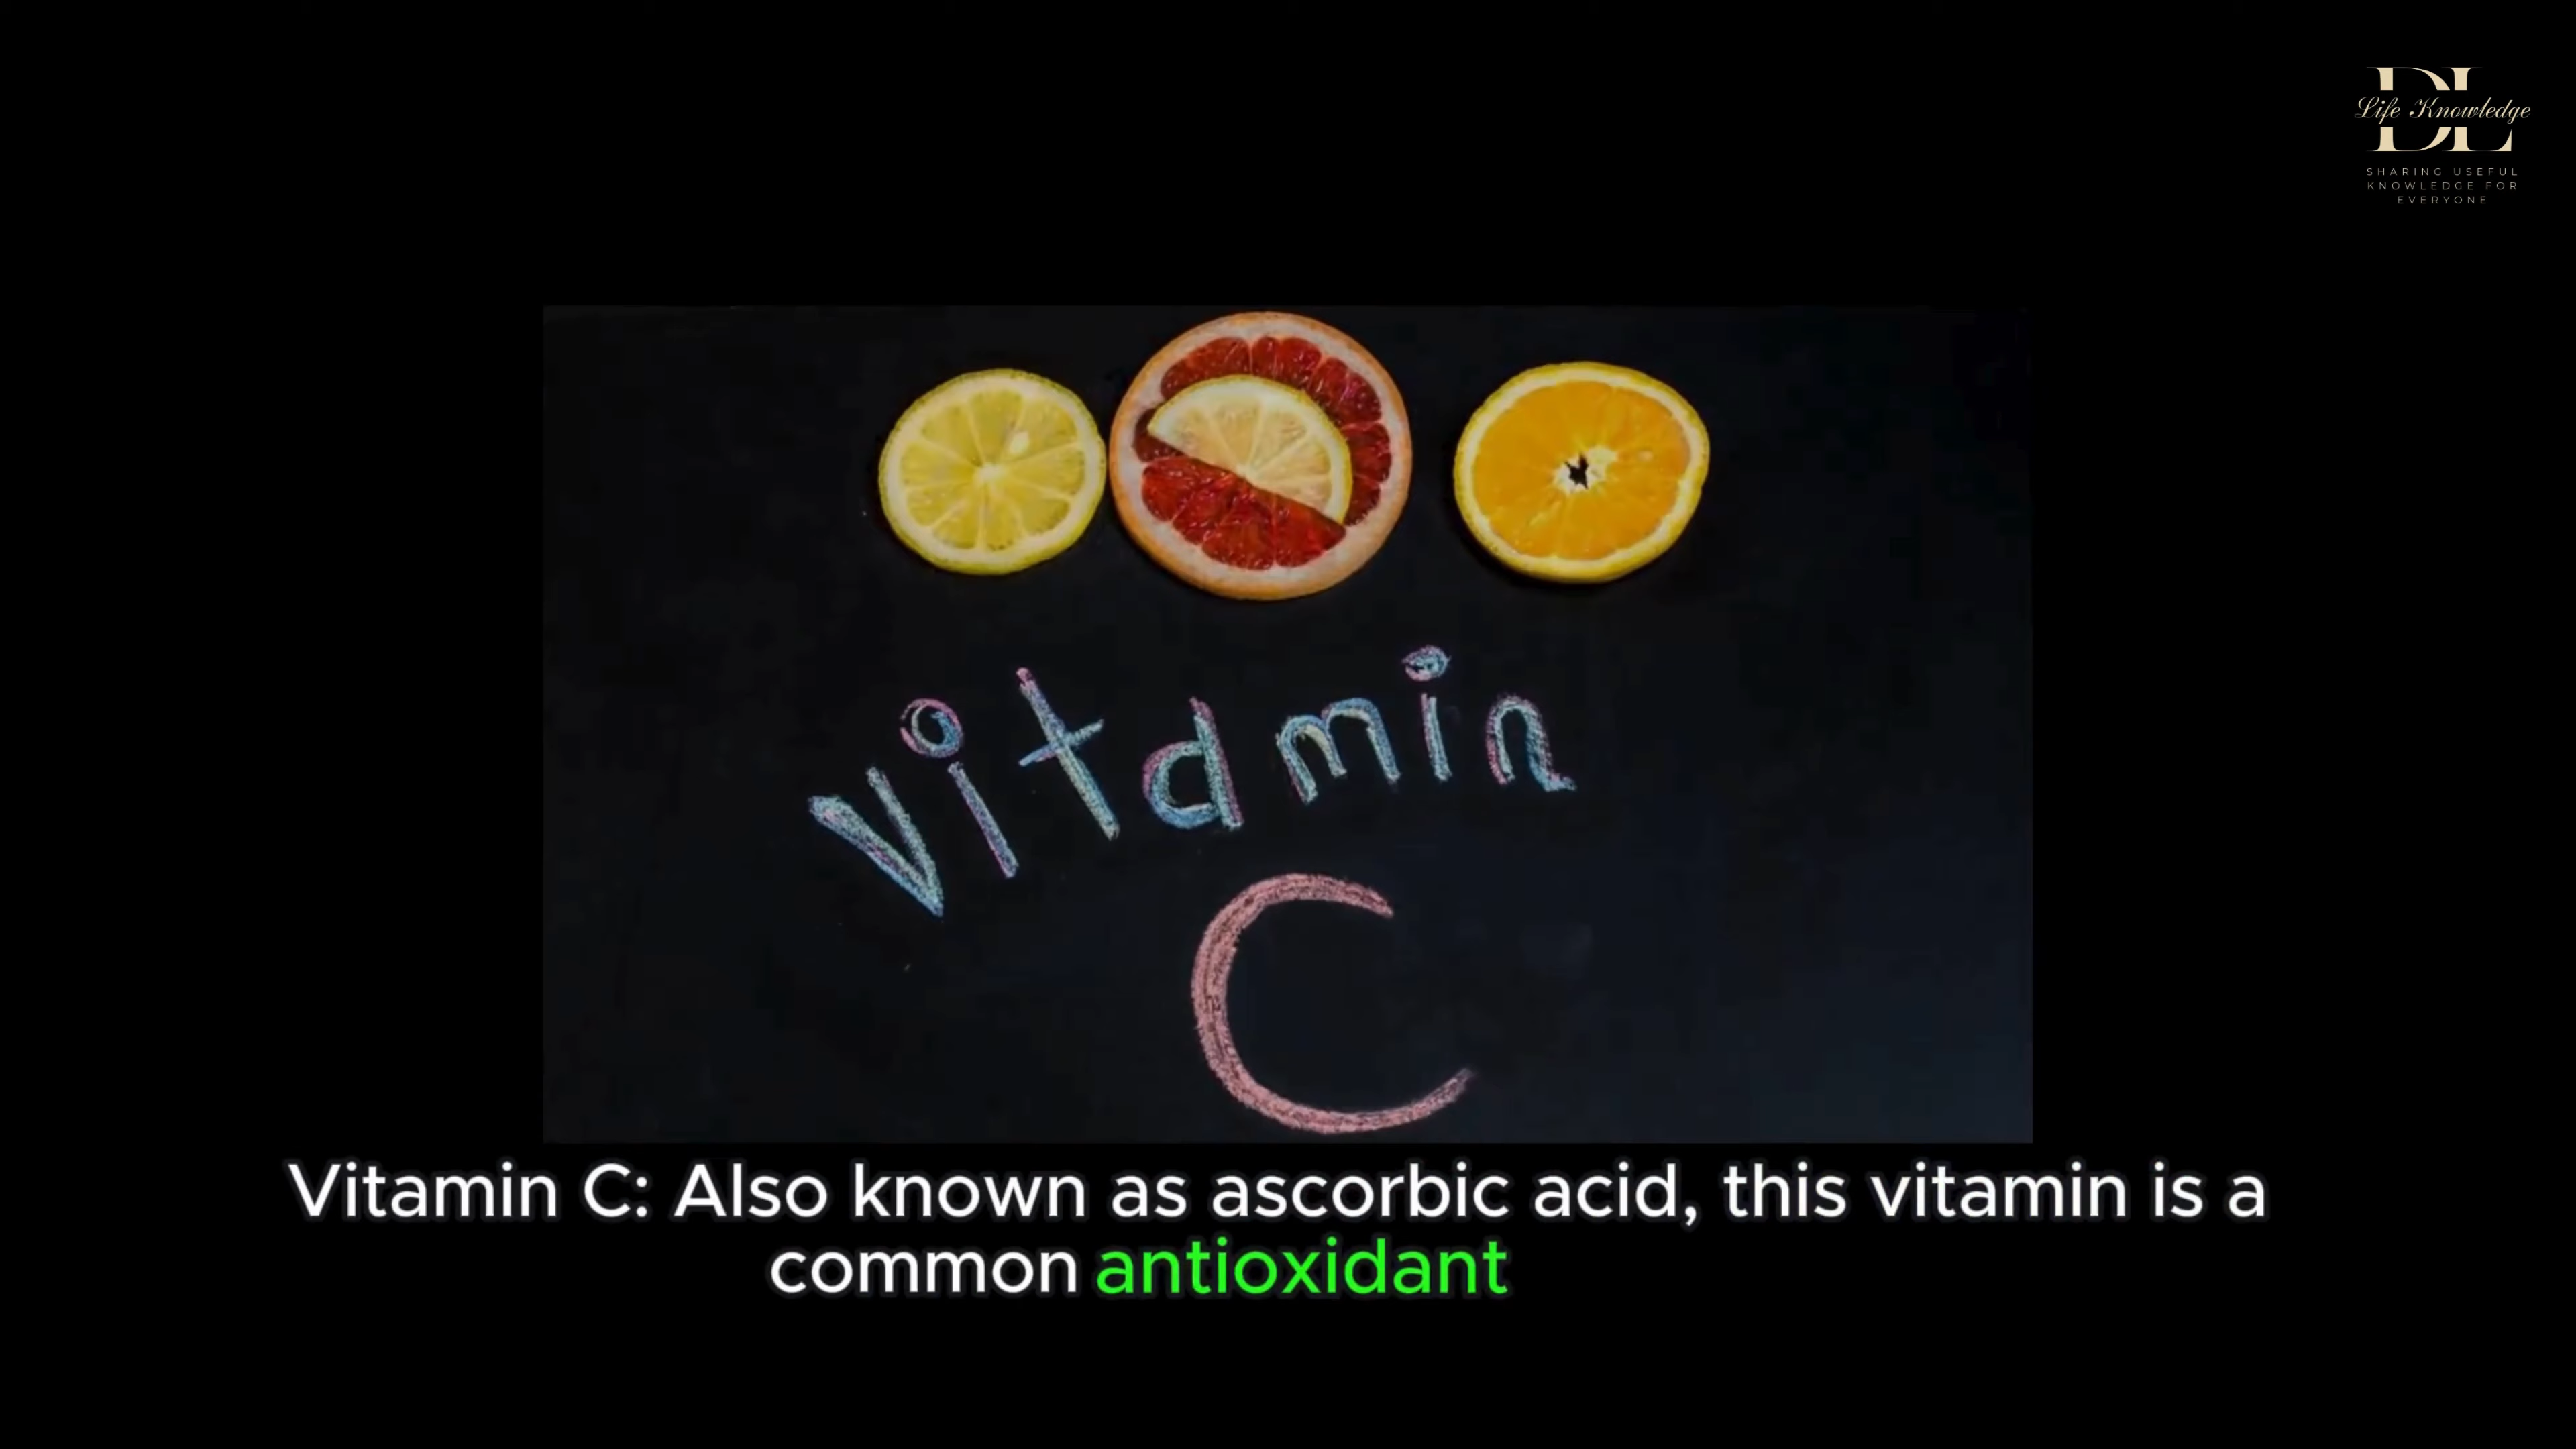 DL
Life Knowledge
SHARING USEFUL
KNOWLEDGE FOR
EVERYONE
Vitamin
C
Vitamin C: Also known as ascorbic acid, this vitamin is a
common antioxidant